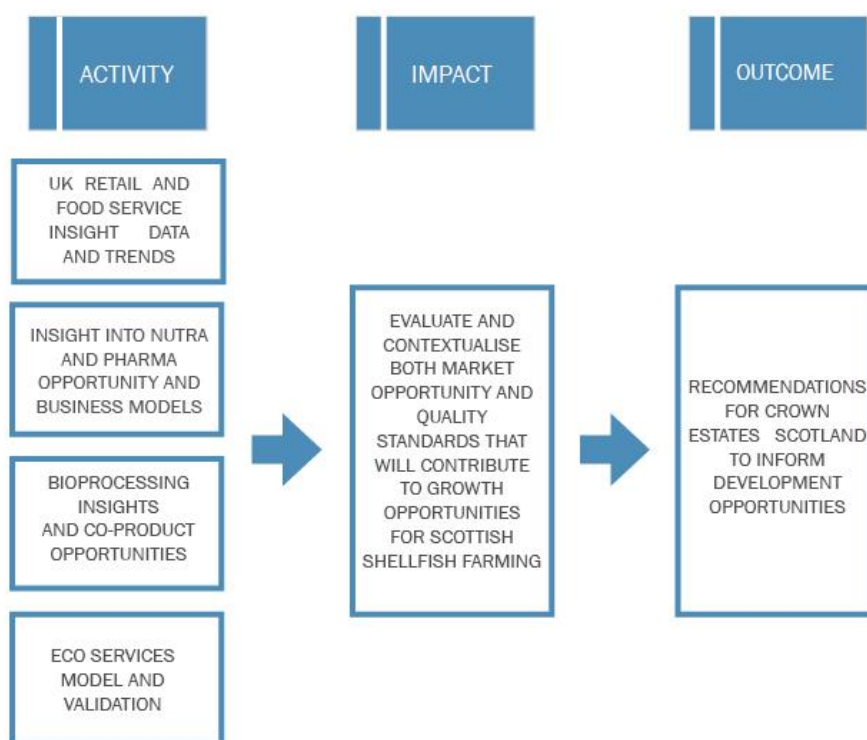 ACTIVITY
IMPACT
OUTCOME
UK RETAIL AND
FOOD SERVICE
INSIGHT DATA
AND TRENDS
INSIGHT INTO NUTRA
AND PHARMA
OPPORTUNITY AND
BUSINESS MODELS
BIOPROCESSING
INSIGHTS
AND CO-PRODUCT
OPPORTUNITIES
ECO SERVICES
MODEL AND
VALIDATION
EVALUATE AND
CONTEXTUALISE
BOTH MARKET
OPPORTUNITY AND
QUALITY
STANDARDS THAT
WILL CONTRIBUTE
TO GROWTH
OPPORTUNITIES
FOR SCOTTISH
SHELLFISH FARMING
RECOMMENDATIONS
FOR CROWN
ESTATES SCOTLAND
TO INFORM
DEVELOPMENT
OPPORTUNITIES